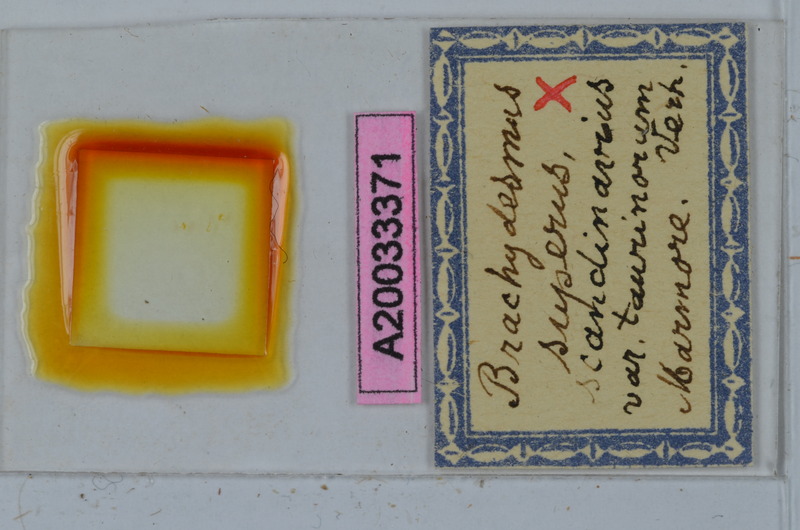 A20033371
Brachydesmus
superus, X
scandinavius
var. taurinorum
Marmore. Verh.